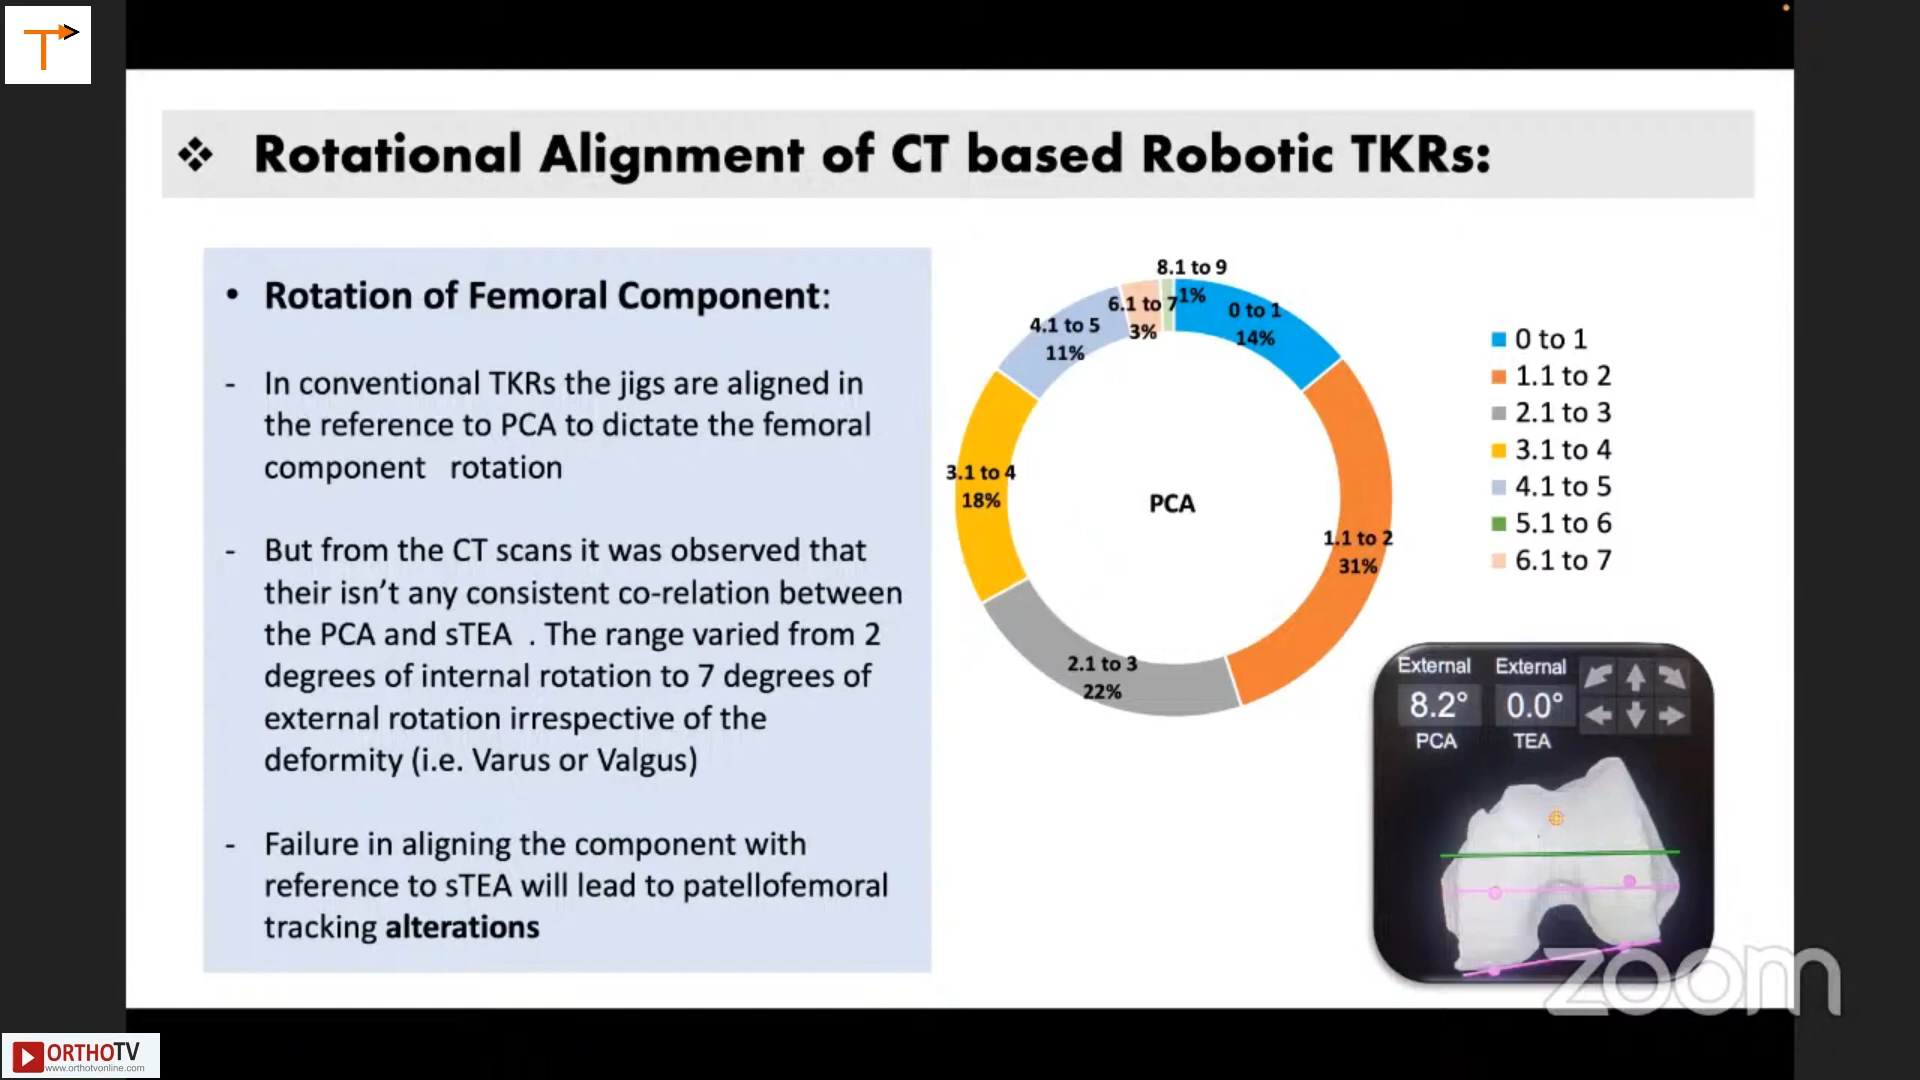 T
❖ Rotational Alignment of CT based Robotic TKRs:
• Rotation of Femoral Component:
- In conventional TKRs the jigs are aligned in
the reference to PCA to dictate the femoral
component rotation
- But from the CT scans it was observed that
their isn't any consistent co-relation between
the PCA and sTEA . The range varied from 2
degrees of internal rotation to 7 degrees of
external rotation irrespective of the
deformity (i.e. Varus or Valgus)
- Failure in aligning the component with
reference to sTEA will lead to patellofemoral
tracking alterations
8.1 to 9
1%
0 to 1
14%
6.1 to 7
3%
4.1 to 5
11%
3.1 to 4
18%
PCA
1.1 to 2
31%
2.1 to 3
22%
0 to 1
1.1 to 2
2.1 to 3
3.1 to 4
4.1 to 5
5.1 to 6
6.1 to 7
External External
8.2° 0.0°
PCA TEA
zoom
ORTHOTV
www.orthotvonline.com